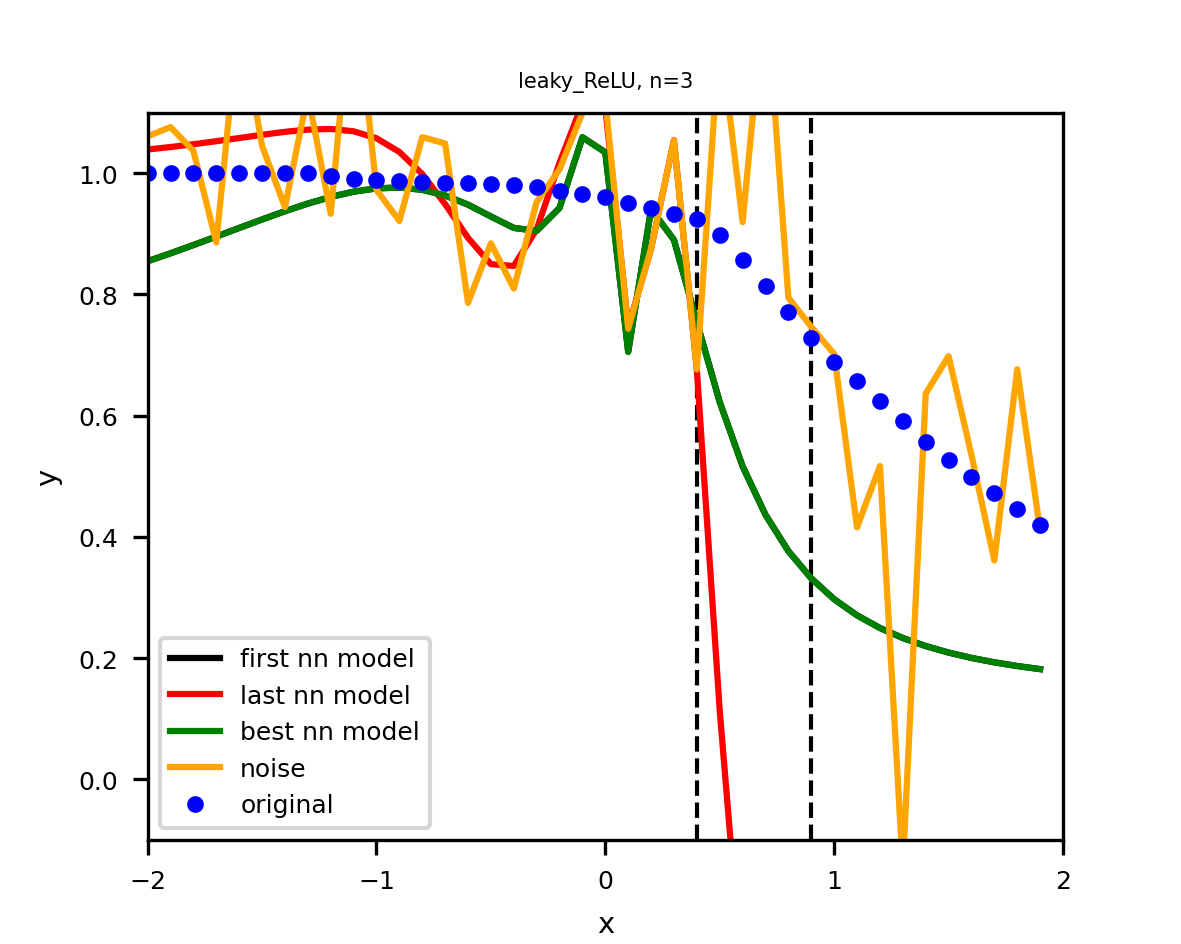 leaky_ReLU, n=3
y
1.0
0.8
0.6
0.4
0.2
0.0
first nn model
last nn model
best nn model
noise
original
−2
−1
0
1
2
x